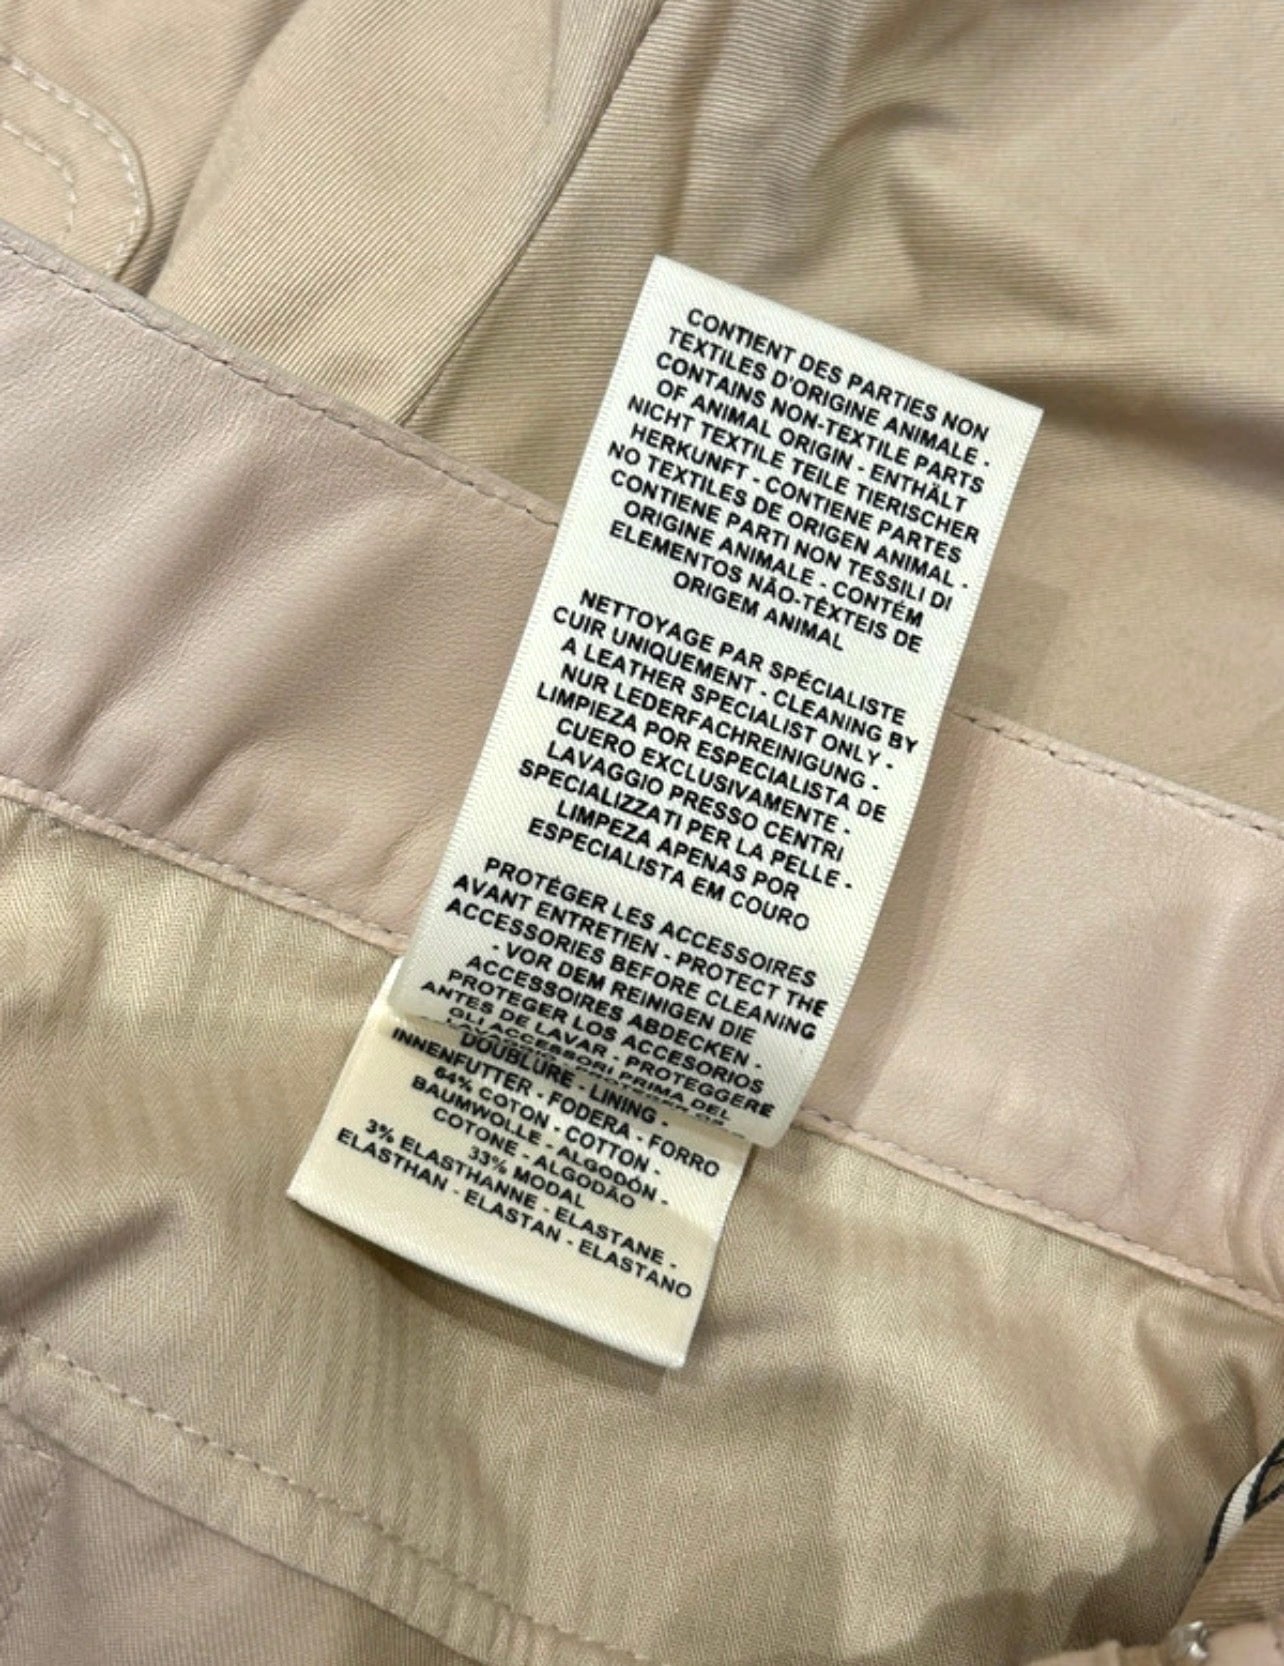 CONTIENT DES PARTIES NON
TEXTILES D'ORIGINE ANIMALE -
CONTAINS NON-TEXTILE PARTS
OF ANIMAL ORIGIN - ENTHÄLT
NICHT TEXTILE TEILE TIERISCHER
HERKUNFT - CONTIENE PARTES
NO TEXTILES DE ORIGEN ANIMAL -
CONTIENE PARTI NON TESSILI DI
ORIGINE ANIMALE - CONTÉM
ELEMENTOS NÃO-TÊXTEIS DE
ORIGEM ANIMAL
NETTOYAGE PAR SPÉCIALISTE
CUIR UNIQUEMENT - CLEANING BY
A LEATHER SPECIALIST ONLY -
NUR LEDERFACHREINIGUNG -
LIMPIEZA POR ESPECIALISTA DE
CUERO EXCLUSIVAMENTE -
LAVAGGIO PRESSO CENTRI
SPECIALIZZATI PER LA PELLE -
LIMPEZA APENAS POR
ESPECIALISTA EM COURO
PROTÉGER LES ACCESSOIRES
AVANT ENTRETIEN - PROTECT THE
ACCESSORIES BEFORE CLEANING
- VOR DEM REINIGEN DIE
ACCESSOIRES ABDECKEN -
PROTEGER LOS ACCESORIOS
ANTES DE LAVAR - PROTEGGERE
GLI ACCESSORI PRIMA DEL
DOUBLURE - LINING -
INNENFUTTER - FODERA - FORRO
64% COTON - COTTON -
BAUMWOLLE - ALGODÓN -
COTONE - ALGODÃO
33% MODAL
3% ELASTHANNE - ELASTANE -
ELASTHAN - ELASTAN - ELASTANO